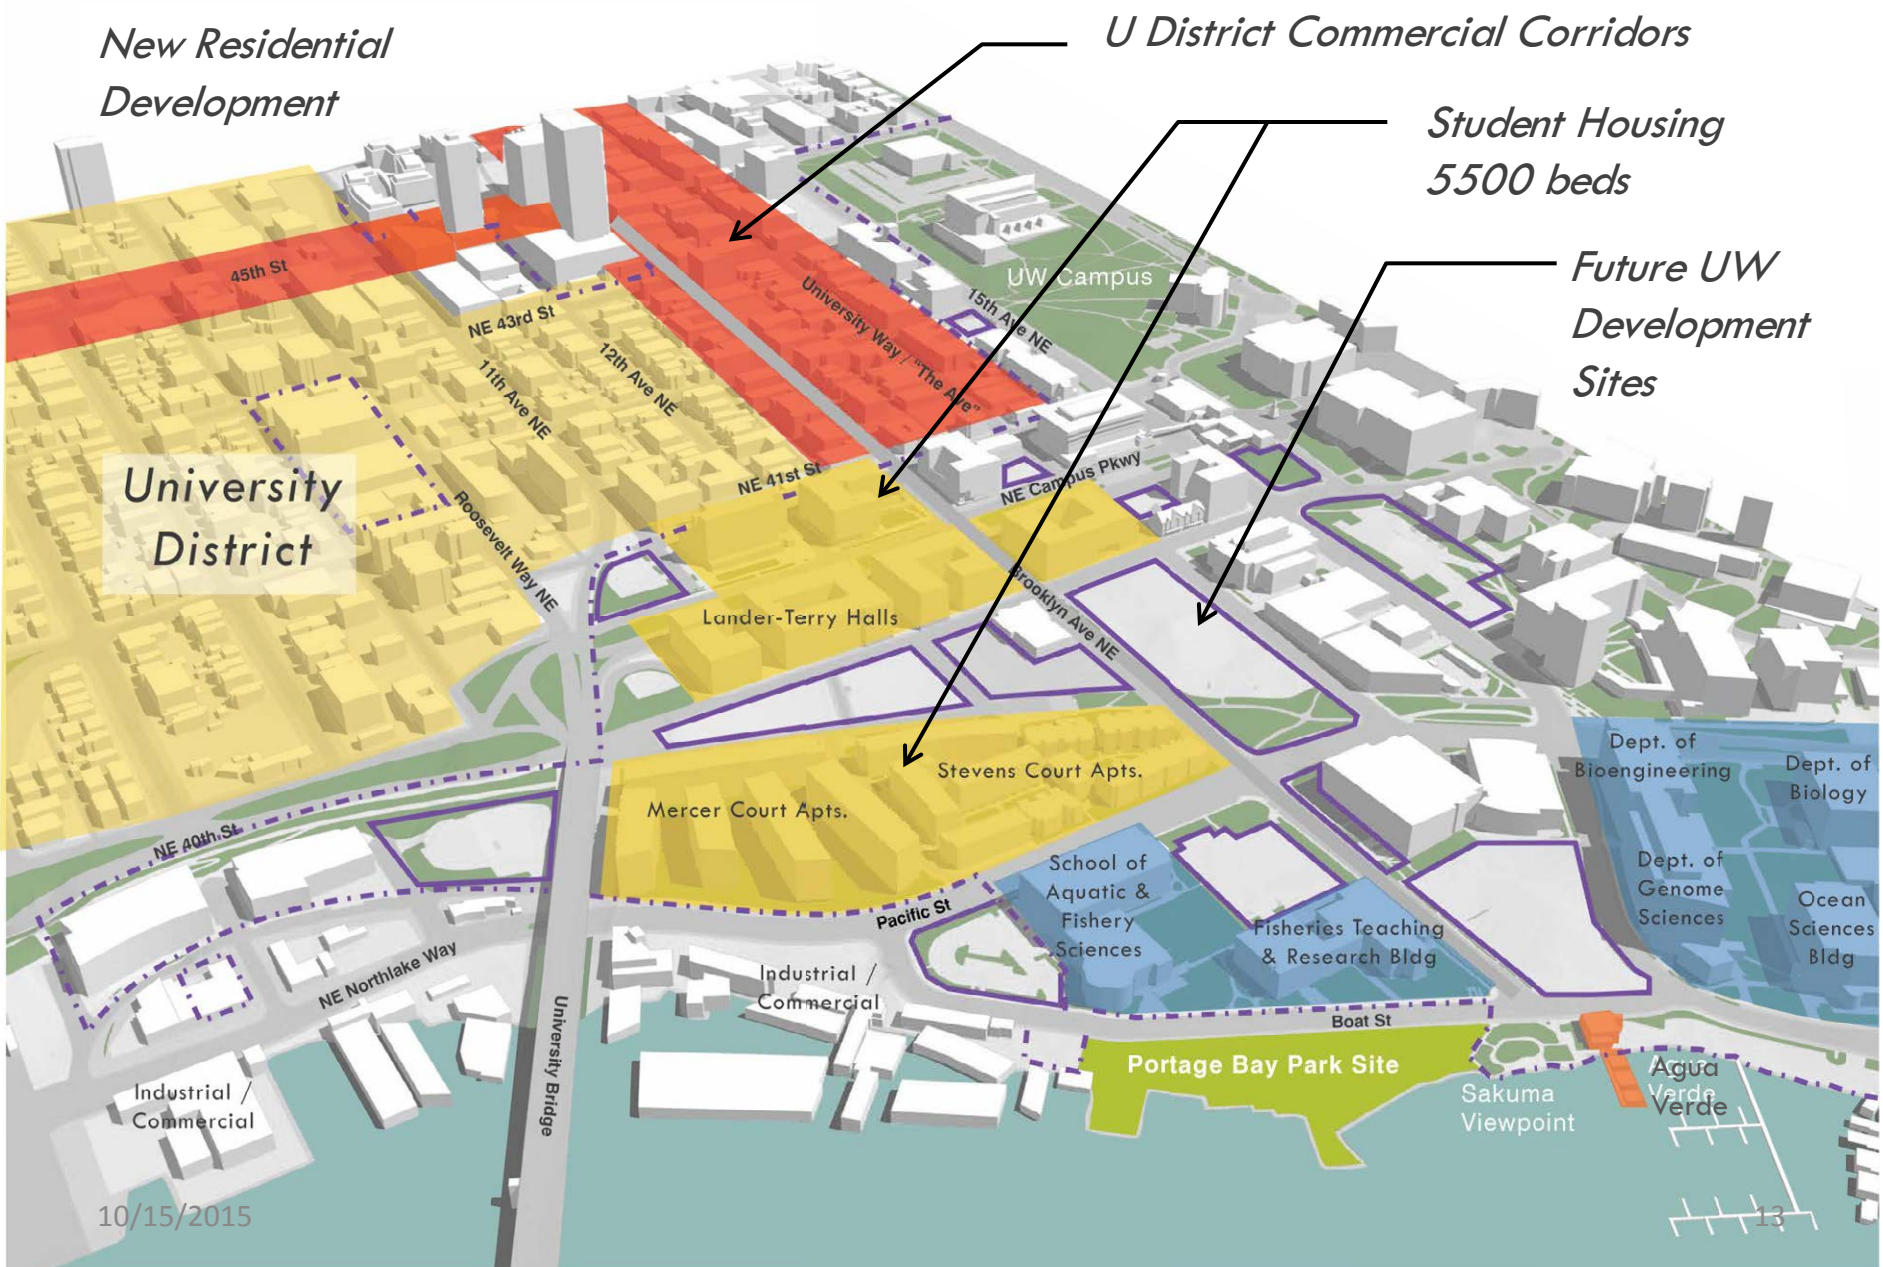 New Residential
Development
U District Commercial Corridors
Student Housing
5500 beds
Future UW
Development
Sites
45th St
UW Campus
NE 43rd St
University Way / "The Ave"
15th Ave NE
11th Ave NE
12th Ave NE
University
District
Roosevelt Way NE
NE 41st St
NE Campus Pkwy
Lander-Terry Halls
Brooklyn Ave NE
Stevens Court Apts.
Mercer Court Apts.
Dept. of
Bioengineering
Dept. of
Biology
NE 40th St
School of
Aquatic &
Fishery
Sciences
Dept. of
Genome
Sciences
Ocean
Sciences
Bldg
Pacific St
Fisheries Teaching
& Research Bldg
NE Northlake Way
Industrial /
Commercial
University Bridge
Boat St
Portage Bay Park Site
Industrial /
Commercial
Sakuma
Viewpoint
Agua
Verde
Agua
Verde
10/15/2015
13